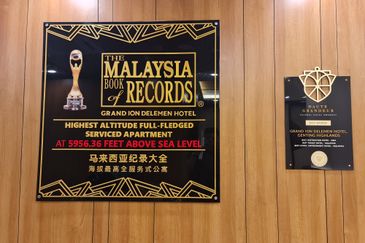 THE
MALAYSIA
BOOK
of RECORDS®
GRAND ION DELEMEN HOTEL
HIGHEST ALTITUDE FULL-FLEDGED
SERVICED APARTMENT
AT 5956.36 FEET ABOVE SEA LEVEL
马来西亚纪录大全
海拔最高全服务式公寓
HAUTE
GRANDEUR
GRAND ION DELEMEN HOTEL,
GENTING HIGHLANDS